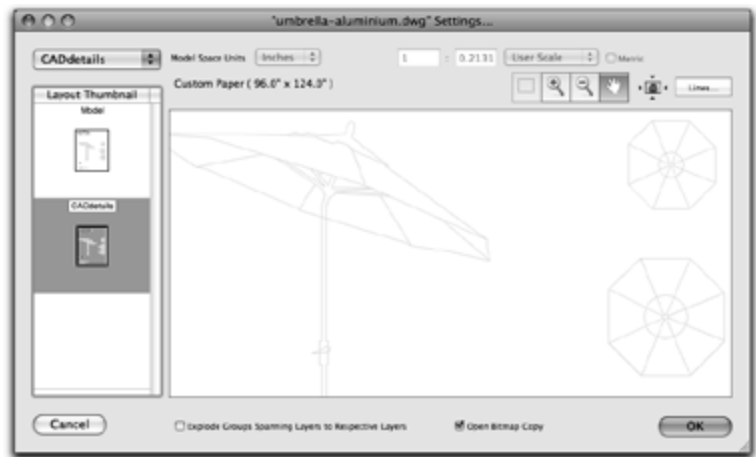 "umbrella-aluminium.dwg" Settings...
CADdetails
Model Space Units Inches 1 : 0.2131 User Scale Metric
Custom Paper ( 96.0" x 124.0" )
Lines...
Layout Thumbnail
Model
CADdetails
Cancel
Explode Groups Spanning Layers to Respective Layers
Open Bitmap Copy
OK